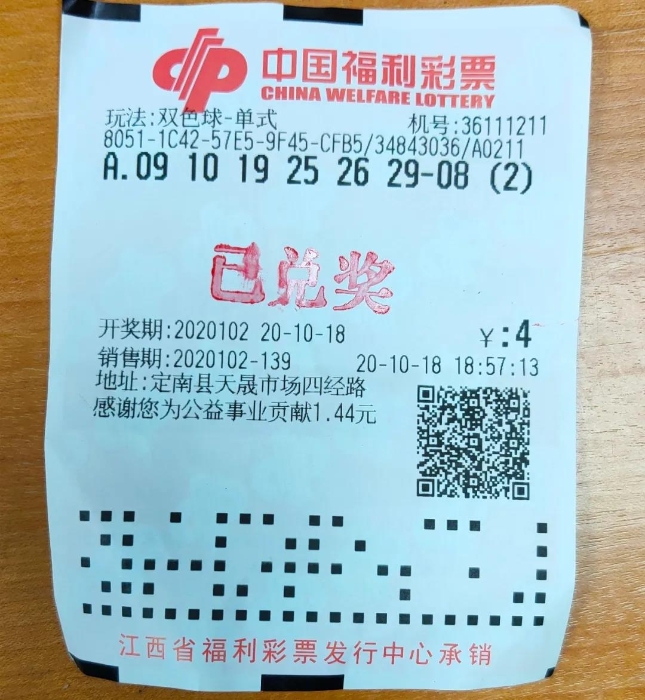 中国福利彩票
CHINA WELFARE LOTTERY
玩法:双色球-单式 机号:36111211
8051-1C42-57E5-9F45-CFB5/34843036/A0211
A.09 10 19 25 26 29-08 (2)
已兑奖
开奖期:2020102 20-10-18 ¥:4
销售期:2020102-139 20-10-18 18:57:13
地址:定南县天晟市场四经路
感谢您为公益事业贡献1.44元
江西省福利彩票发行中心承销